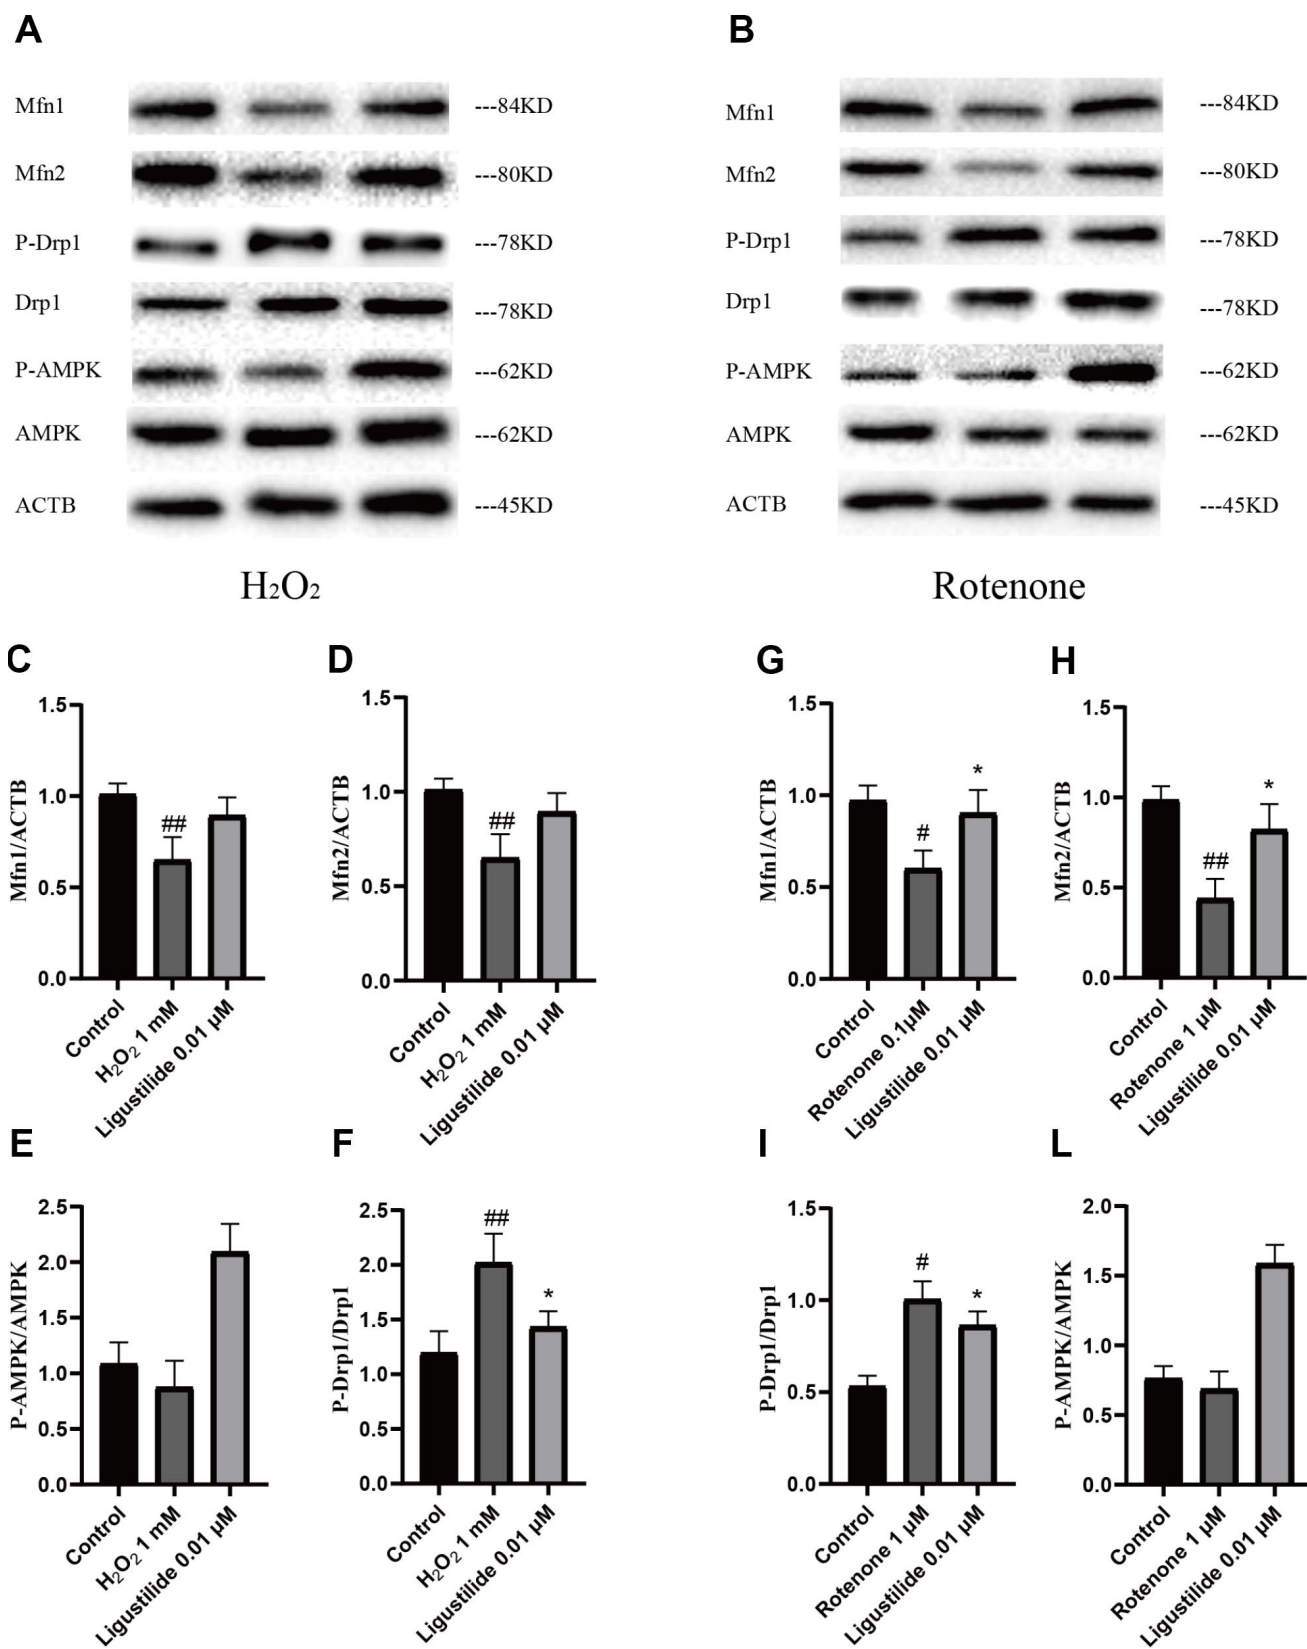 A
Mfn1 ---84KD
Mfn2 ---80KD
P-Drp1 ---78KD
Drp1 ---78KD
P-AMPK ---62KD
AMPK ---62KD
ACTB ---45KD
H₂O₂
B
Mfn1 ---84KD
Mfn2 ---80KD
P-Drp1 ---78KD
Drp1 ---78KD
P-AMPK ---62KD
AMPK ---62KD
ACTB ---45KD
Rotenone
C
Mfn1/ACTB
1.5
1.0
0.5
0.0
##
Control
H₂O₂ 1 mM
Ligustilide 0.01 µM
D
Mfn2/ACTB
1.5
1.0
0.5
0.0
##
Control
H₂O₂ 1 mM
Ligustilide 0.01 µM
G
Mfn1/ACTB
1.5
1.0
0.5
0.0
#
*
Control
Rotenone 0.1µM
Ligustilide 0.01 µM
H
Mfn2/ACTB
1.5
1.0
0.5
0.0
##
*
Control
Rotenone 1 µM
Ligustilide 0.01 µM
E
P-AMPK/AMPK
2.5
2.0
1.5
1.0
0.5
0.0
Control
H₂O₂ 1 mM
Ligustilide 0.01 µM
F
P-Drp1/Drp1
2.5
2.0
1.5
1.0
0.5
0.0
##
*
Control
H₂O₂ 1 mM
Ligustilide 0.01 µM
I
P-Drp1/Drp1
1.5
1.0
0.5
0.0
#
*
Control
Rotenone 1 µM
Ligustilide 0.01 µM
L
P-AMPK/AMPK
2.0
1.5
1.0
0.5
0.0
Control
Rotenone 1 µM
Ligustilide 0.01 µM